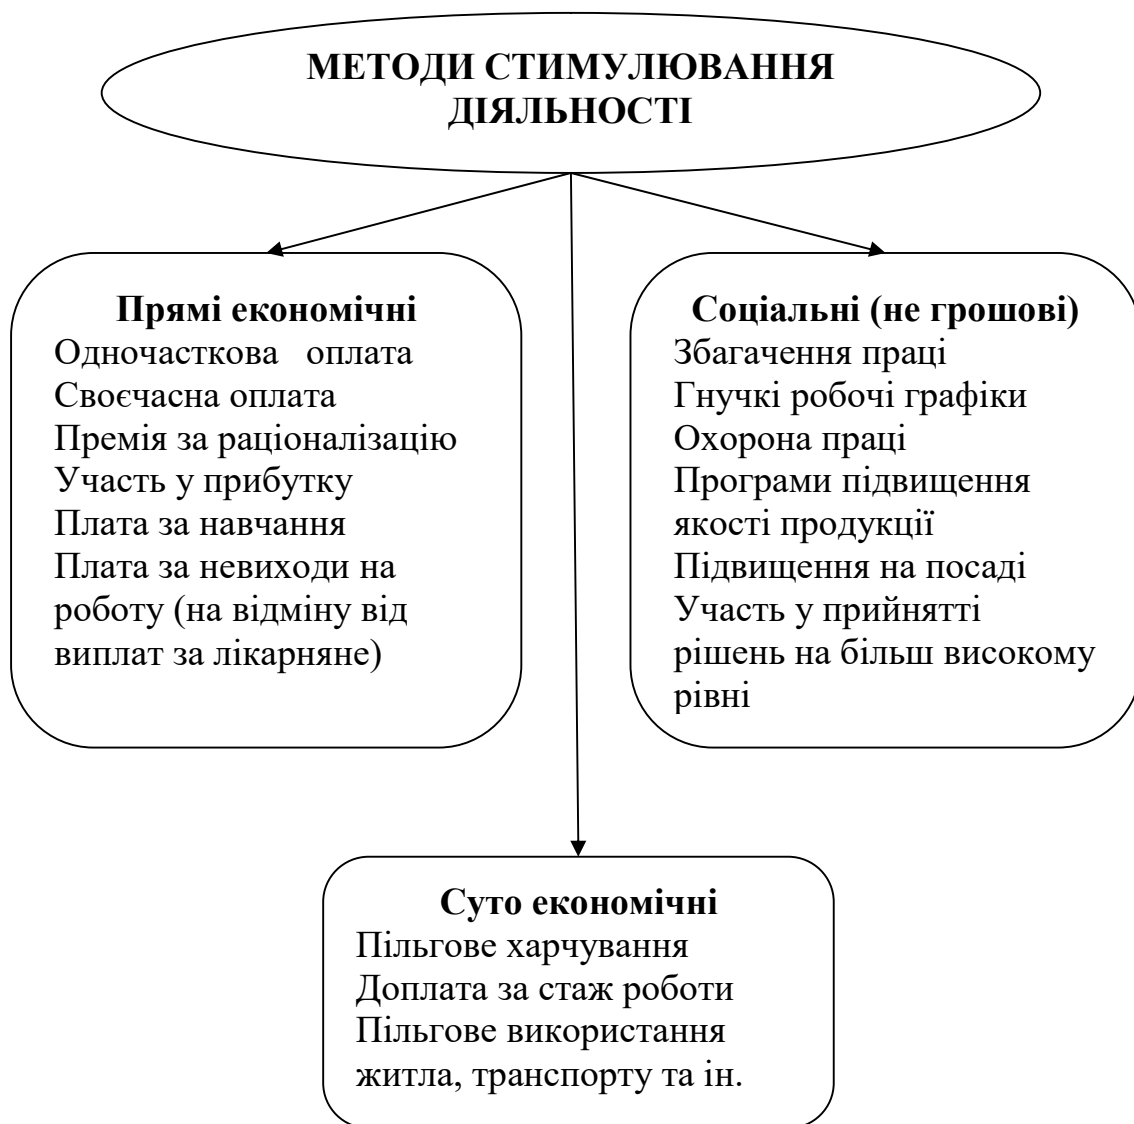 МЕТОДИ СТИМУЛЮВАННЯ
ДІЯЛЬНОСТІ
Прямі економічні
Одночасткова оплата
Своєчасна оплата
Премія за раціоналізацію
Участь у прибутку
Плата за навчання
Плата за невиходи на
роботу (на відміну від
виплат за лікарняне)
Соціальні (не грошові)
Збагачення праці
Гнучкі робочі графіки
Охорона праці
Програми підвищення
якості продукції
Підвищення на посаді
Участь у прийнятті
рішень на більш високому
рівні
Суто економічні
Пільгове харчування
Доплата за стаж роботи
Пільгове використання
житла, транспорту та ін.